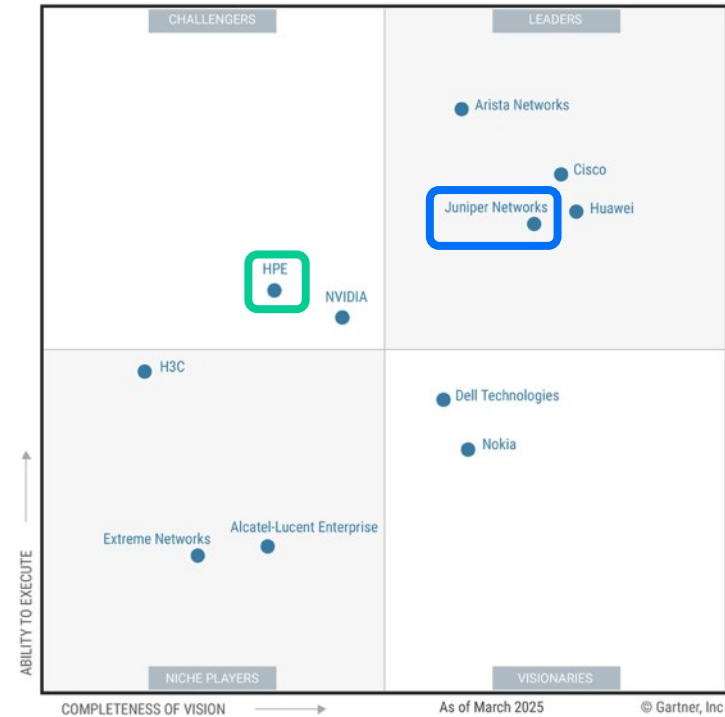 CHALLENGERS
LEADERS
Arista Networks
Cisco
Juniper Networks
Huawei
HPE
NVIDIA
H3C
Dell Technologies
Nokia
Alcatel-Lucent Enterprise
Extreme Networks
ABILITY TO EXECUTE
NICHE PLAYERS
VISIONARIES
COMPLETENESS OF VISION
As of March 2025
© Gartner, Inc